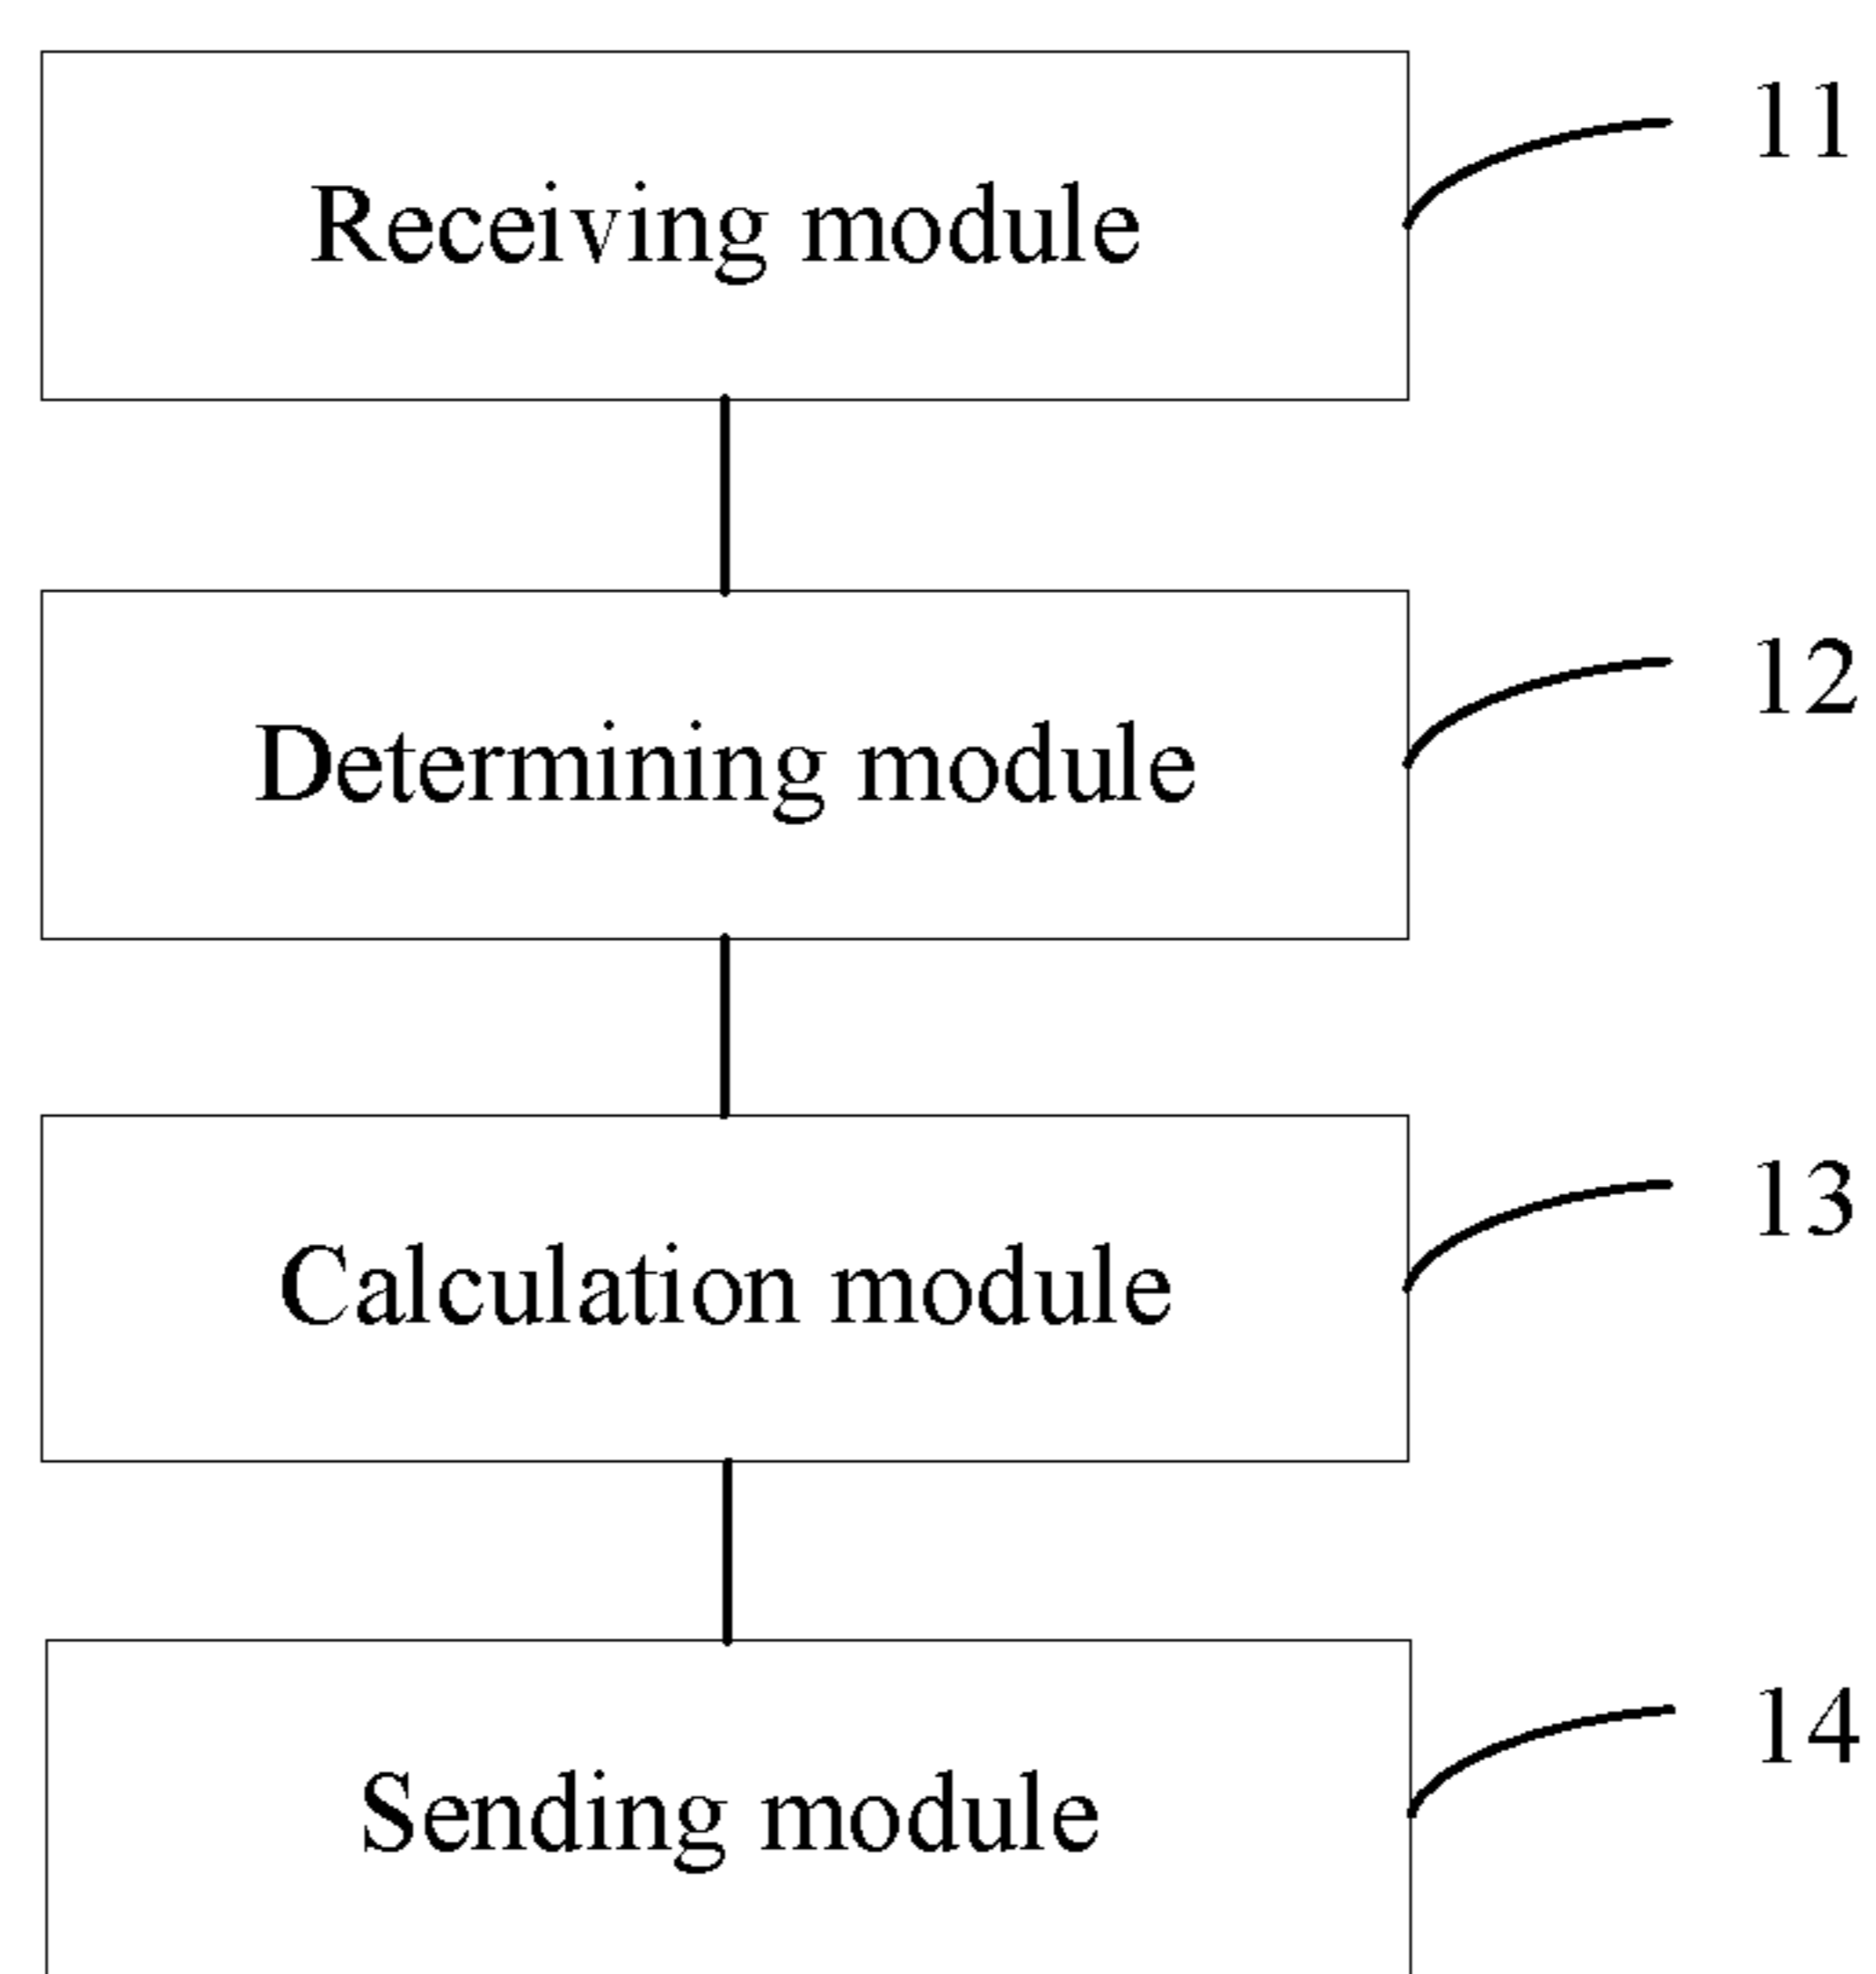 Receiving module
11
Determining module
12
Calculation module
13
Sending module
14